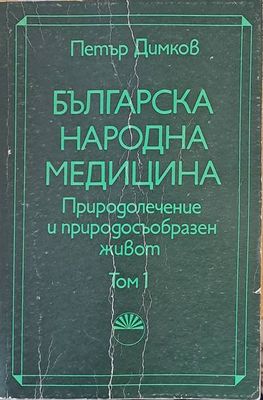 Петър Димков
БЪЛГАРСКА
НАРОДНА
МЕДИЦИНА
Природолечение
и природосъобразен
живот
Том 1